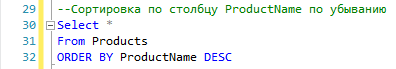 29 --Сортировка по столбцу ProductName по убыванию
30 Select *
31 From Products
32 ORDER BY ProductName DESC